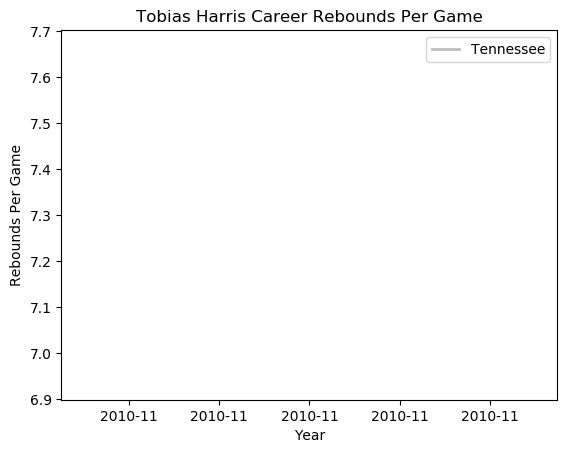 Tobias Harris Career Rebounds Per Game
Tennessee
Rebounds Per Game
7.7
7.6
7.5
7.4
7.3
7.2
7.1
7.0
6.9
2010-11 2010-11 2010-11 2010-11 2010-11
Year